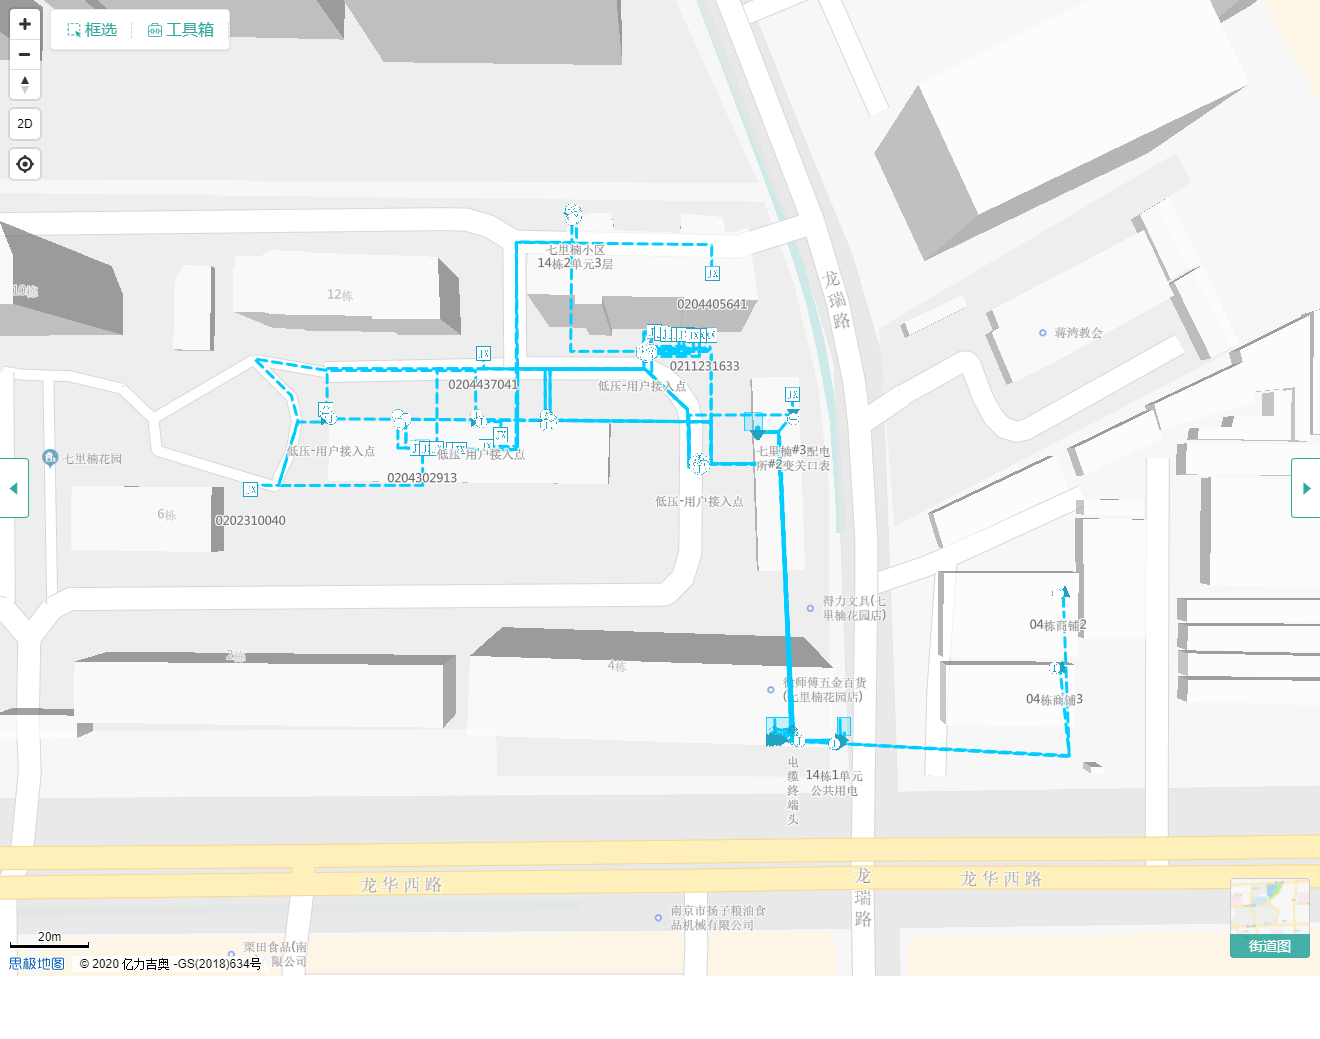 框选
工具箱
2D
七里楠小区
14栋2单元3层
JX
0204405641
龙瑞路
10栋
12栋
蒋湾教会
0211231633
JX
0204437041
低压-用户接入点
JX
JX
低压-用户接入点
低压-用户接入点
七里楠#3配电
所#2变关口表
七里楠花园
0204302913
JX
0202310040
6栋
低压-用户接入点
得力文具(七
里楠花园店)
04栋商铺2
2栋
4栋
师傅五金百货
(七里楠花园店)
04栋商铺3
电缆终端头
14栋1单元
公共用电
龙华西路
龙瑞路
龙华西路
南京市扬子粮油食
品机械有限公司
20m
栗田食品(南
限公司
思极地图
© 2020 亿力吉奥 -GS(2018)634号
街道图